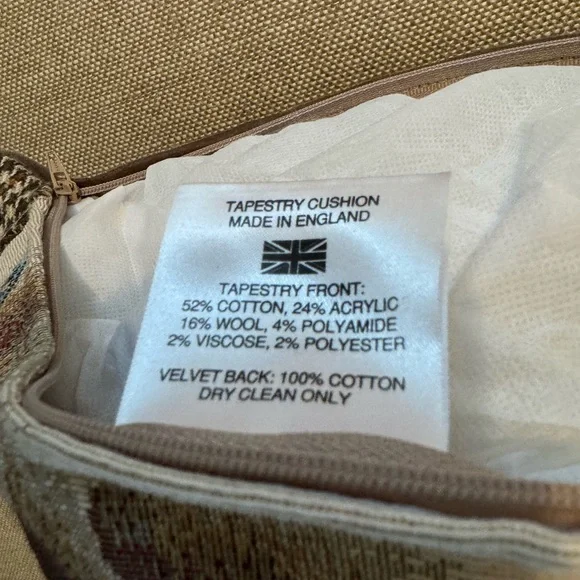 TAPESTRY CUSHION
MADE IN ENGLAND
TAPESTRY FRONT:
52% COTTON, 24% ACRYLIC
16% WOOL, 4% POLYAMIDE
2% VISCOSE, 2% POLYESTER
VELVET BACK: 100% COTTON
DRY CLEAN ONLY